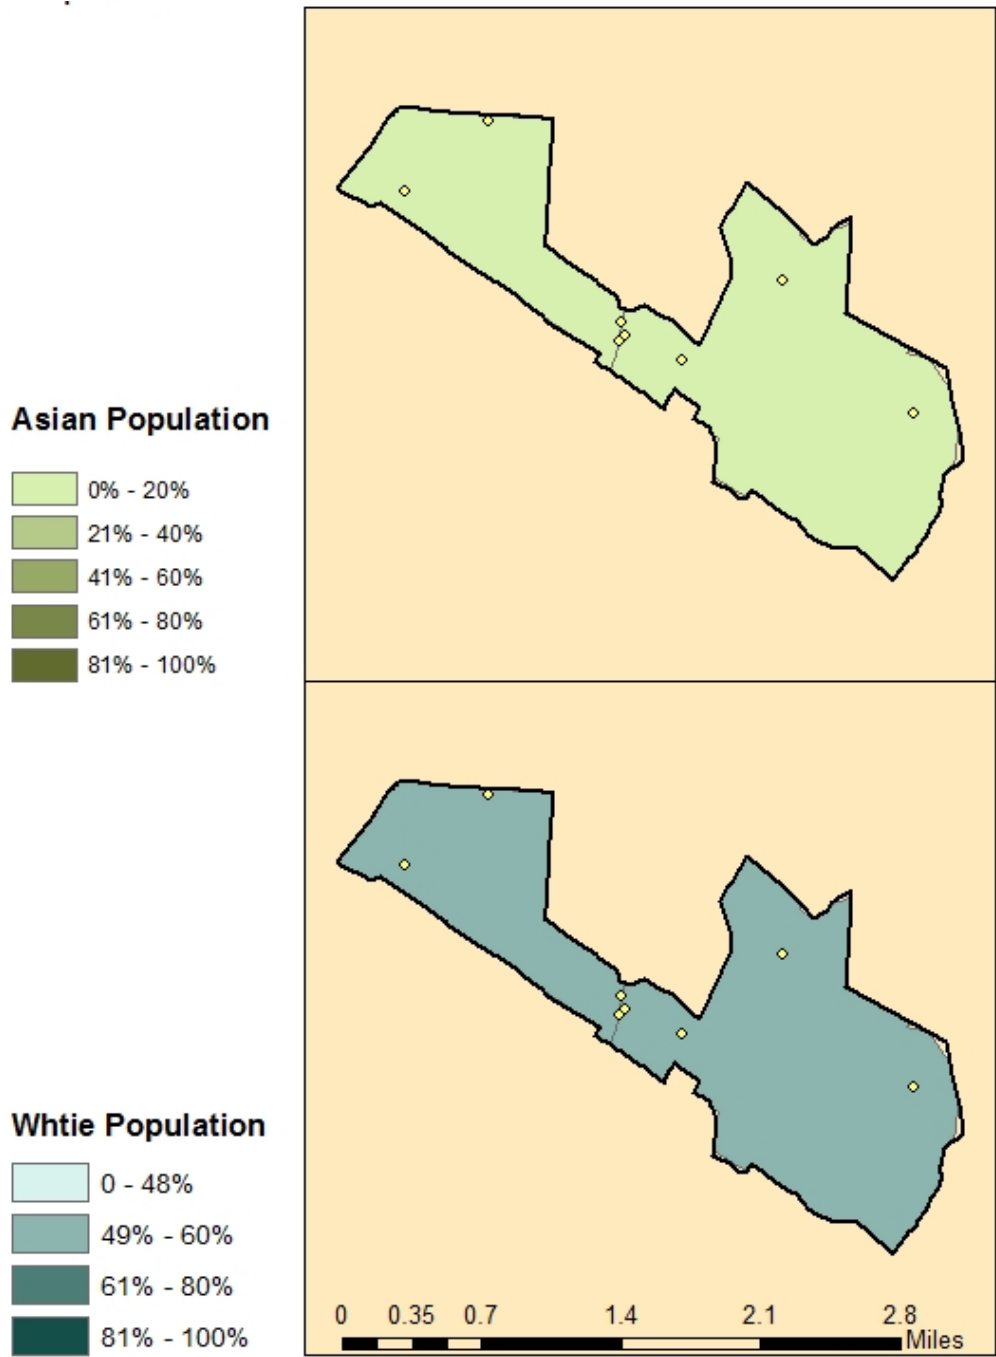 Asian Population
0% - 20%
21% - 40%
41% - 60%
61% - 80%
81% - 100%
Whtie Population
0 - 48%
49% - 60%
61% - 80%
81% - 100%
0 0.35 0.7 1.4 2.1 2.8
Miles